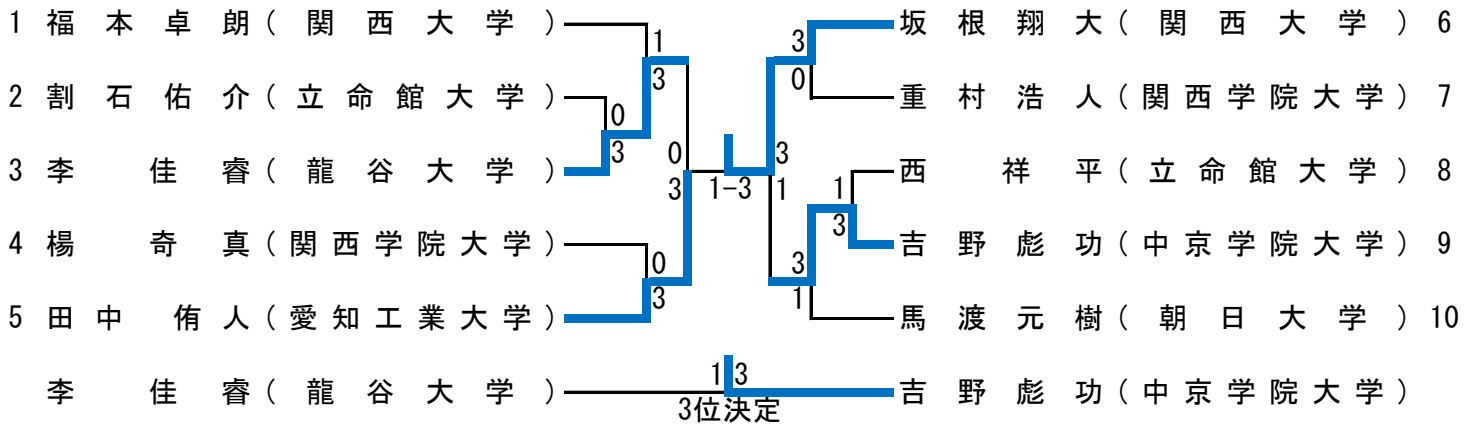 1 福本卓朗(関西大学)
1
3
2 割石佑介(立命館大学)
0
3
3 李佳睿(龍谷大学)
0
3
4 楊奇真(関西学院大学)
0
3
5 田中侑人(愛知工業大学)
1-3
坂根翔大(関西大学) 6
3
0
重村浩人(関西学院大学) 7
3
1
西祥平(立命館大学) 8
1
3
吉野彪功(中京学院大学) 9
3
1
馬渡元樹(朝日大学) 10
李佳睿(龍谷大学)
1 3
3位決定
吉野彪功(中京学院大学)